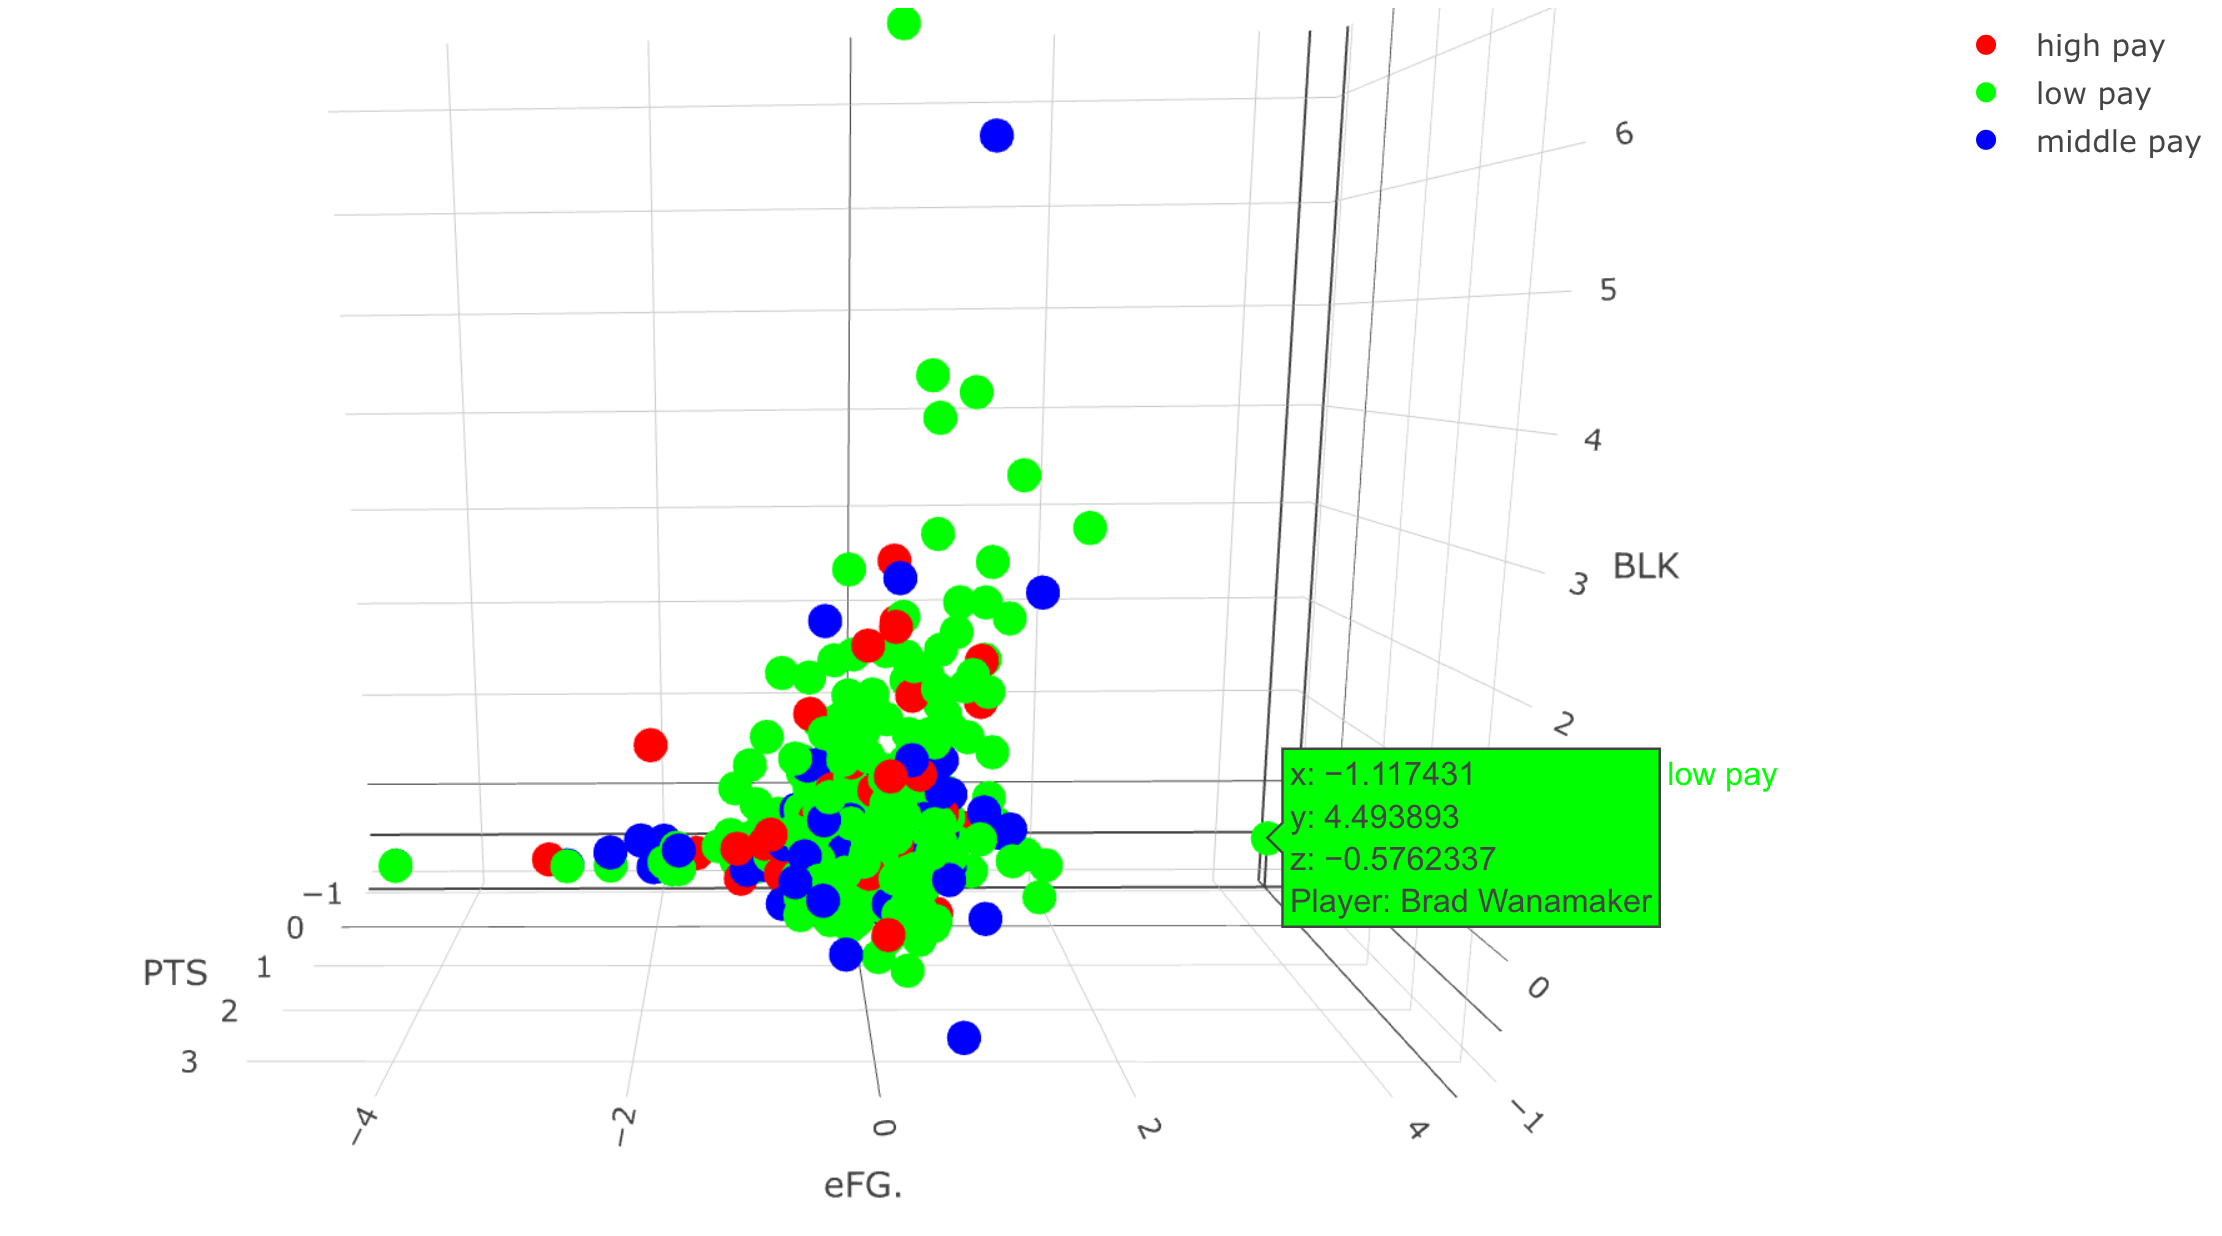 high pay
low pay
middle pay
6
5
4
BLK
3
2
x: −1.117431
low pay
y: 4.493893
z: −0.5762337
Player: Brad Wanamaker
−1
0
PTS
1
2
3
0
−1
−4
−2
0
2
4
eFG.